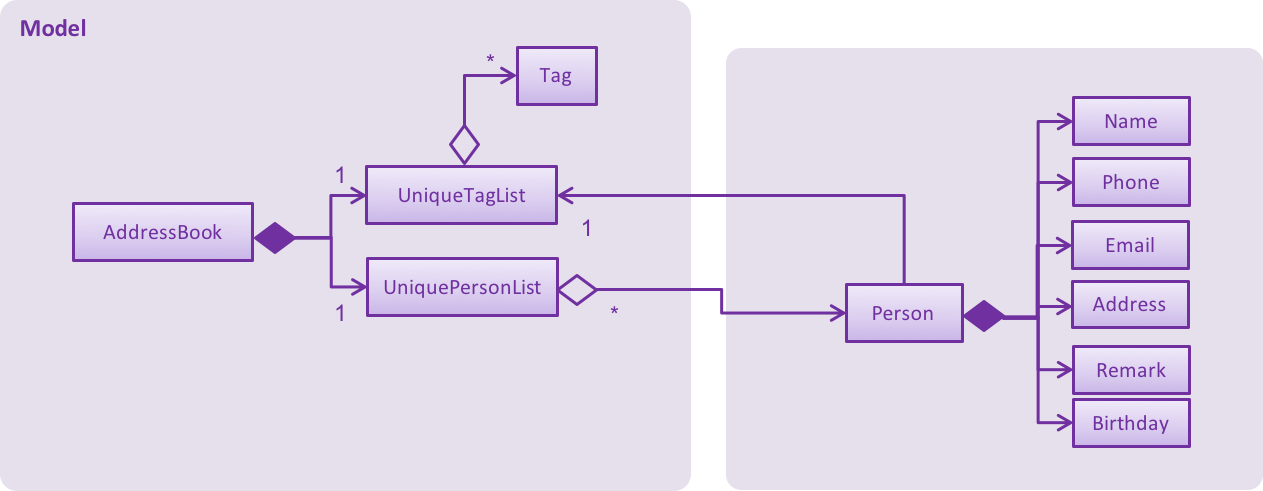 Model
*
Tag
1
UniqueTagList
1
AddressBook
UniquePersonList
1
*
Person
Name
Phone
Email
Address
Remark
Birthday